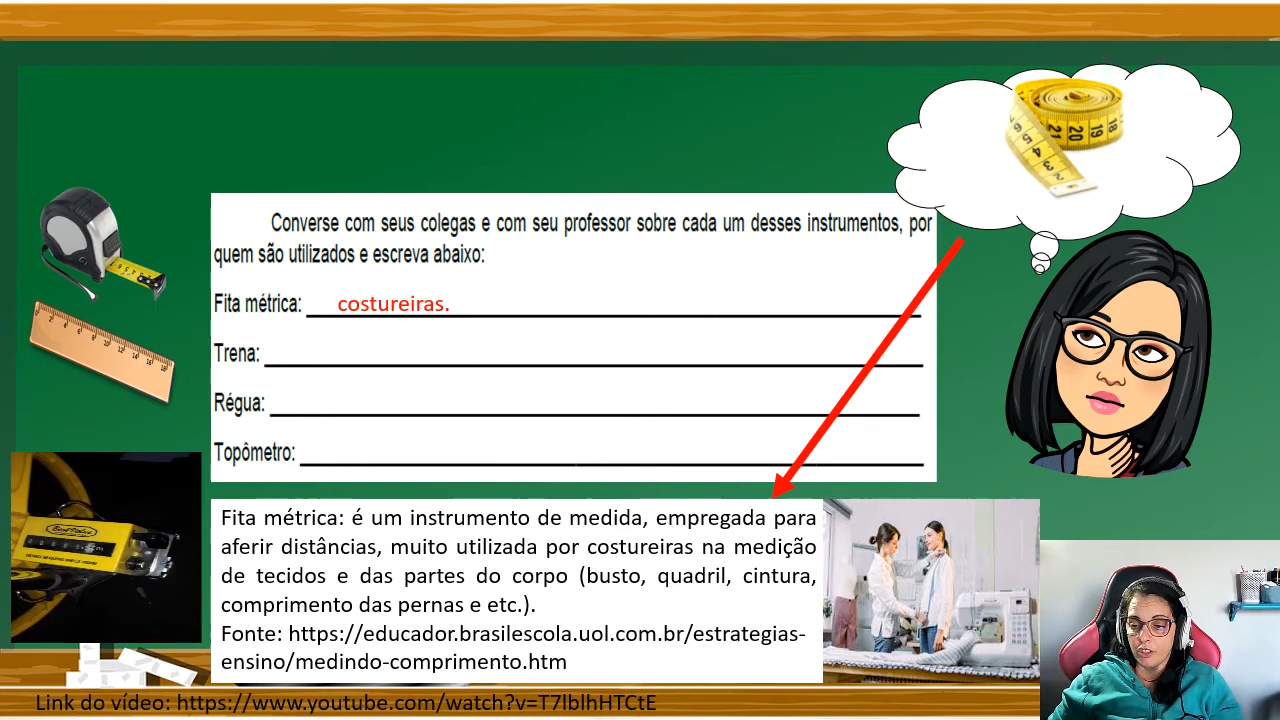 Converse com seus colegas e com seu professor sobre cada um desses instrumentos, por
quem são utilizados e escreva abaixo:
Fita métrica: costureiras.
Trena:
Régua:
Topômetro:
Fita métrica: é um instrumento de medida, empregada para
aferir distâncias, muito utilizada por costureiras na medição
de tecidos e das partes do corpo (busto, quadril, cintura,
comprimento das pernas e etc.).
Fonte: https://educador.brasilescola.uol.com.br/estrategias-
ensino/medindo-comprimento.htm
Link do vídeo: https://www.youtube.com/watch?v=T7lblhHTCtE